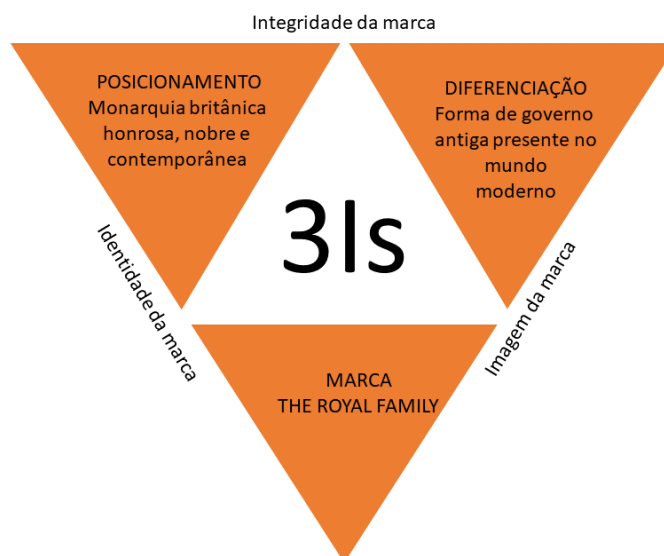 Integridade da marca
POSICIONAMENTO
Monarquia britânica
honrosa, nobre e
contemporânea
DIFERENCIAÇÃO
Forma de governo
antiga presente no
mundo
moderno
3Is
Identidade da marca
Imagem da marca
MARCA
THE ROYAL FAMILY